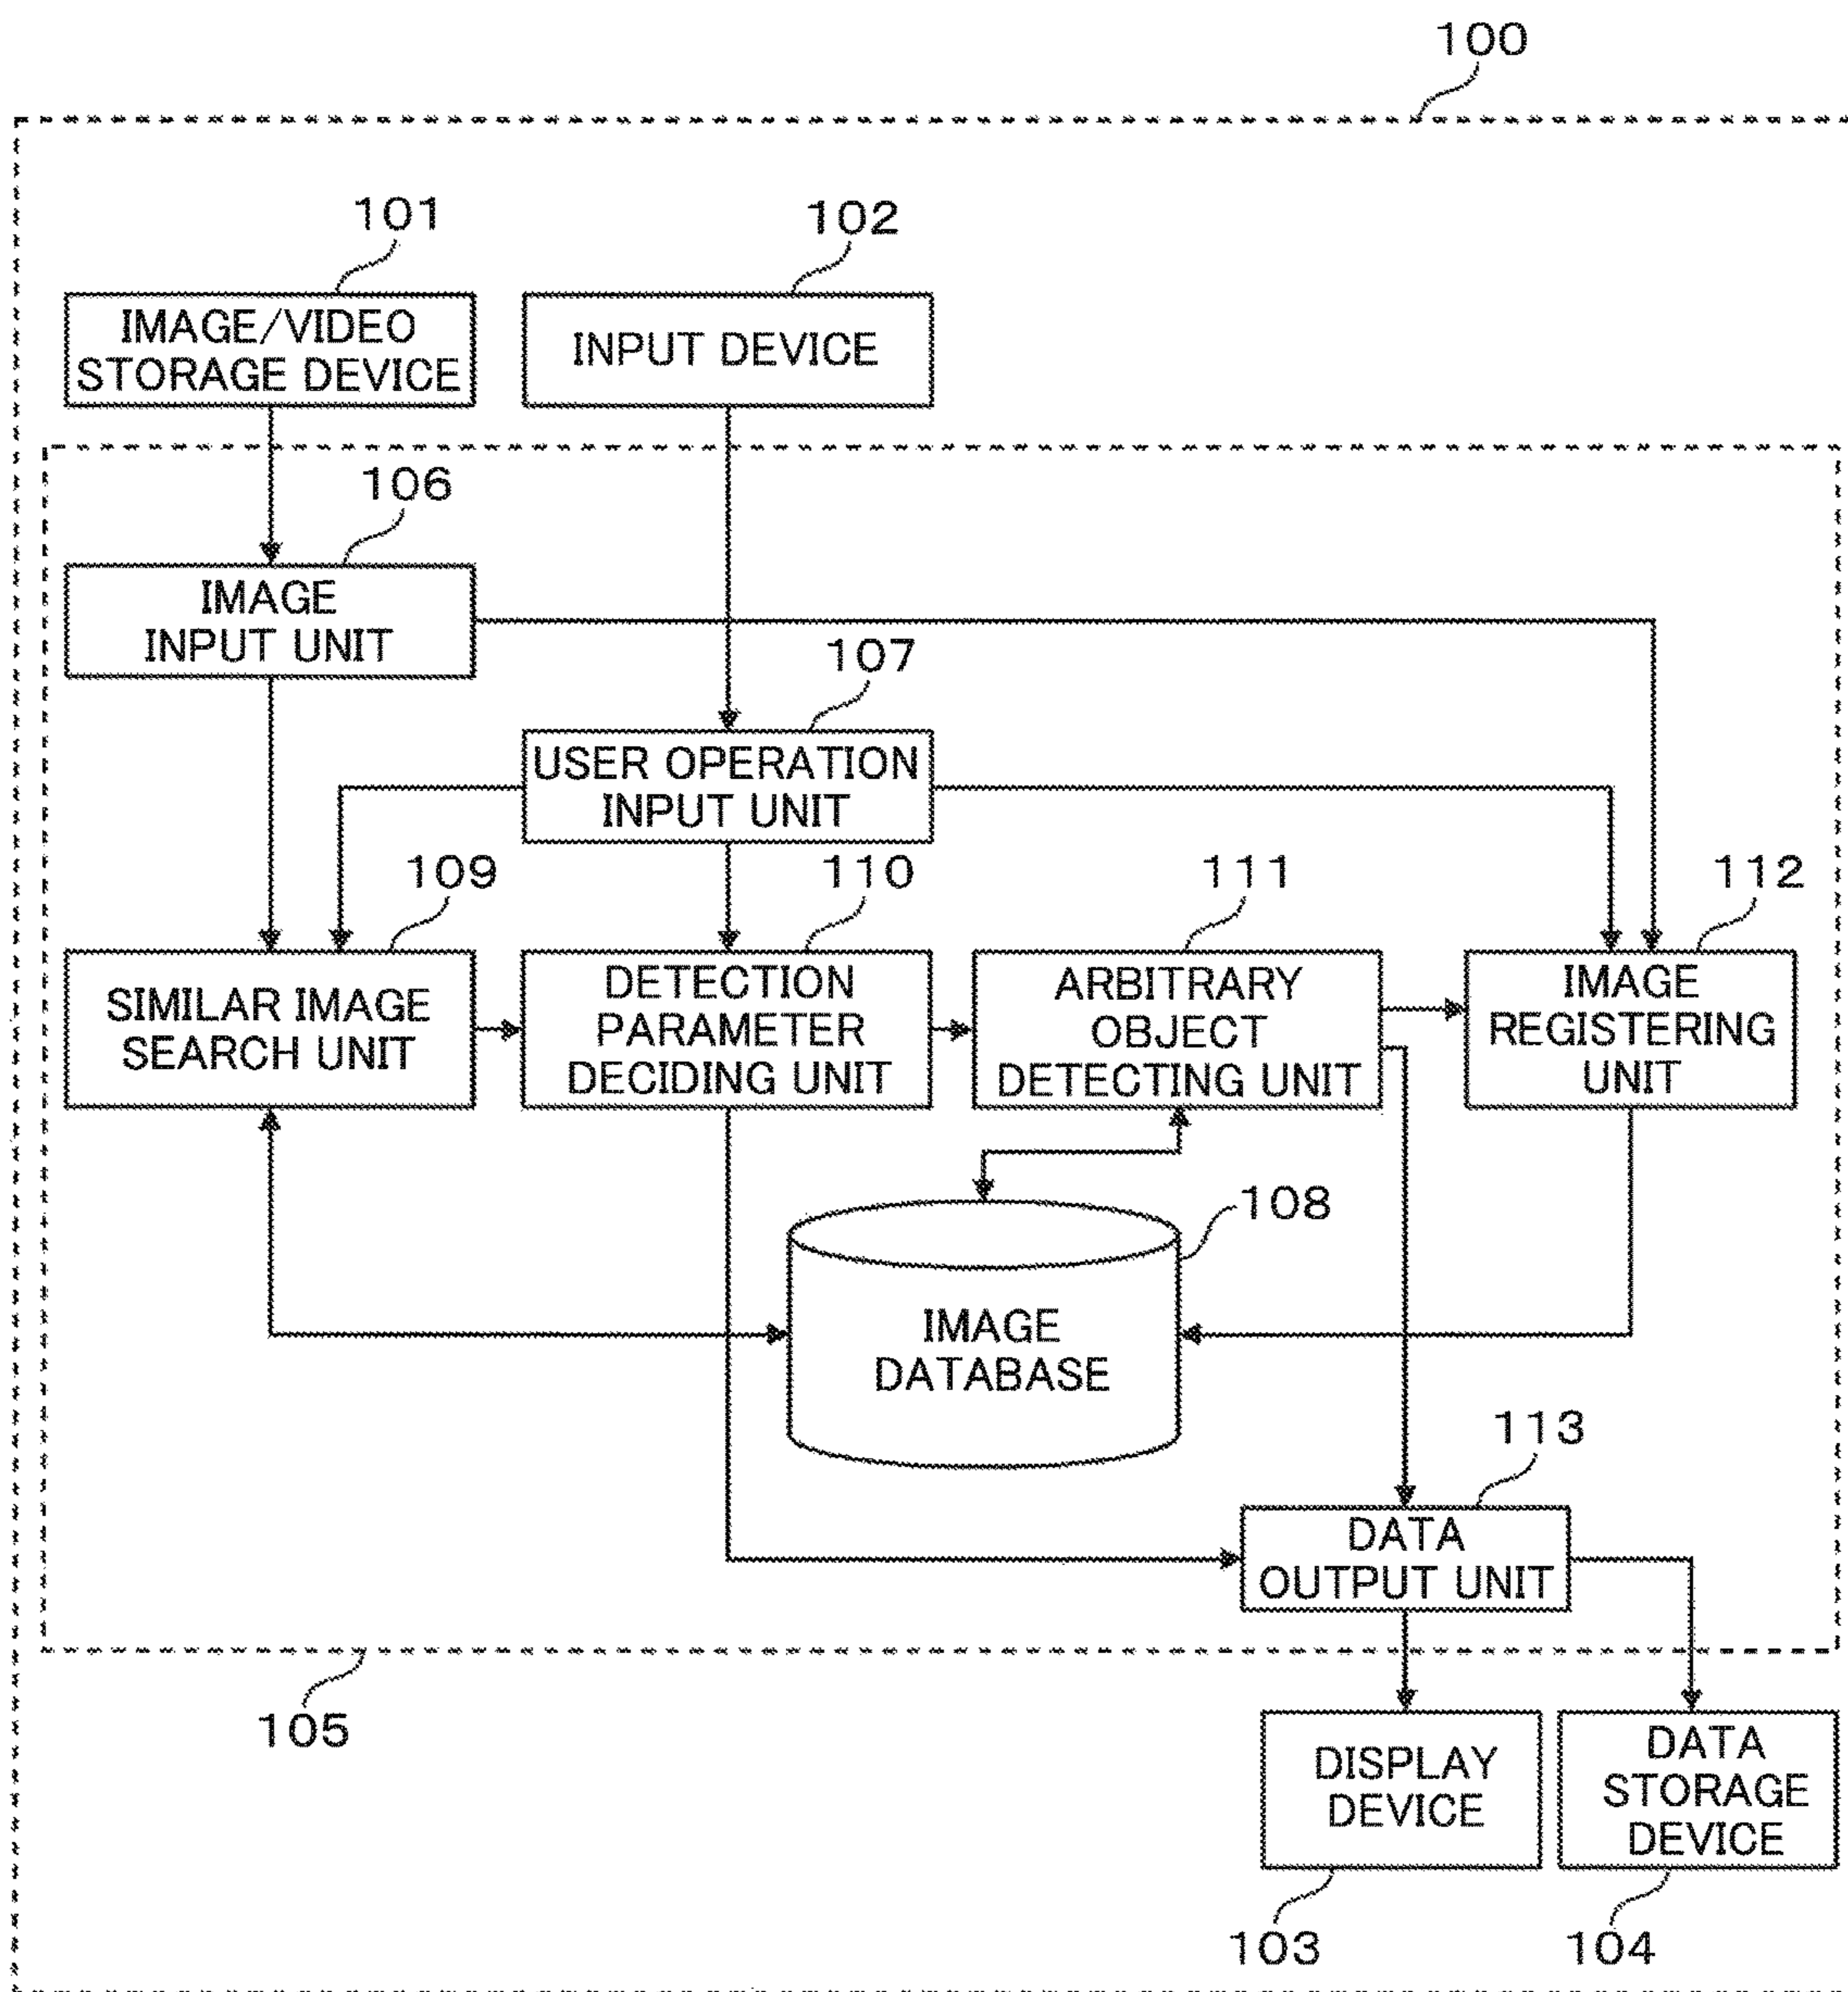 100
101
102
IMAGE/VIDEO
STORAGE DEVICE
INPUT DEVICE
106
IMAGE
INPUT UNIT
107
USER OPERATION
INPUT UNIT
109
110
111
112
SIMILAR IMAGE
SEARCH UNIT
DETECTION
PARAMETER
DECIDING UNIT
ARBITRARY
OBJECT
DETECTING UNIT
IMAGE
REGISTERING
UNIT
108
IMAGE
DATABASE
113
DATA
OUTPUT UNIT
105
DISPLAY
DEVICE
DATA
STORAGE
DEVICE
103
104